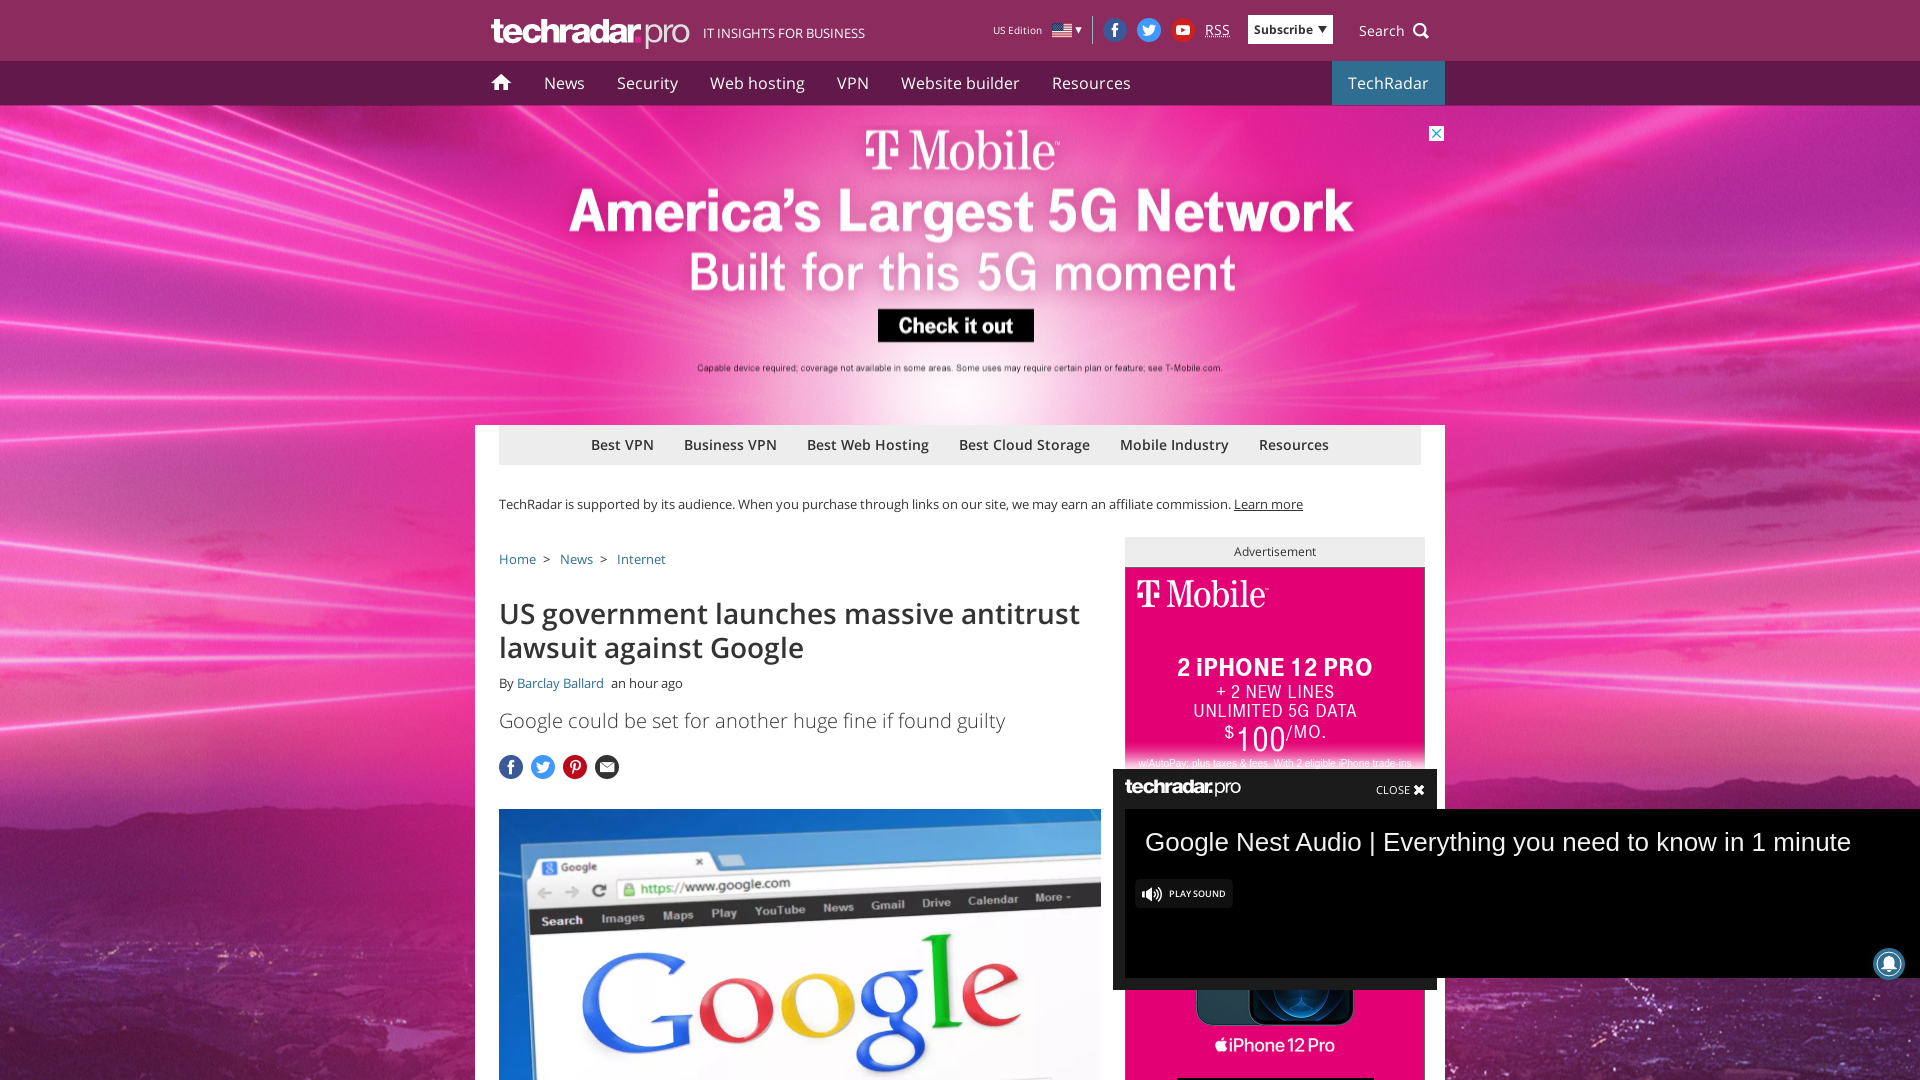 techradar.pro IT INSIGHTS FOR BUSINESS
US Edition ▼ RSS Subscribe ▼ Search
News Security Web hosting VPN Website builder Resources TechRadar
T Mobile™
America's Largest 5G Network
Built for this 5G moment
Check it out
Capable device required; coverage not available in some areas. Some uses may require certain plan or feature; see T-Mobile.com.
Best VPN Business VPN Best Web Hosting Best Cloud Storage Mobile Industry Resources
TechRadar is supported by its audience. When you purchase through links on our site, we may earn an affiliate commission. Learn more
Home > News > Internet
US government launches massive antitrust
lawsuit against Google
By Barclay Ballard an hour ago
Google could be set for another huge fine if found guilty
Google
https://www.google.com
Search Images Maps Play YouTube News Gmail Drive Calendar More
Google
Advertisement
T Mobile
2 iPHONE 12 PRO
+ 2 NEW LINES
UNLIMITED 5G DATA
$100/MO.
w/AutoPay; plus taxes & fees. With 2 eligible iPhone trade-ins
techradar.pro CLOSE ✖
Google Nest Audio | Everything you need to know in 1 minute
PLAY SOUND
iPhone 12 Pro